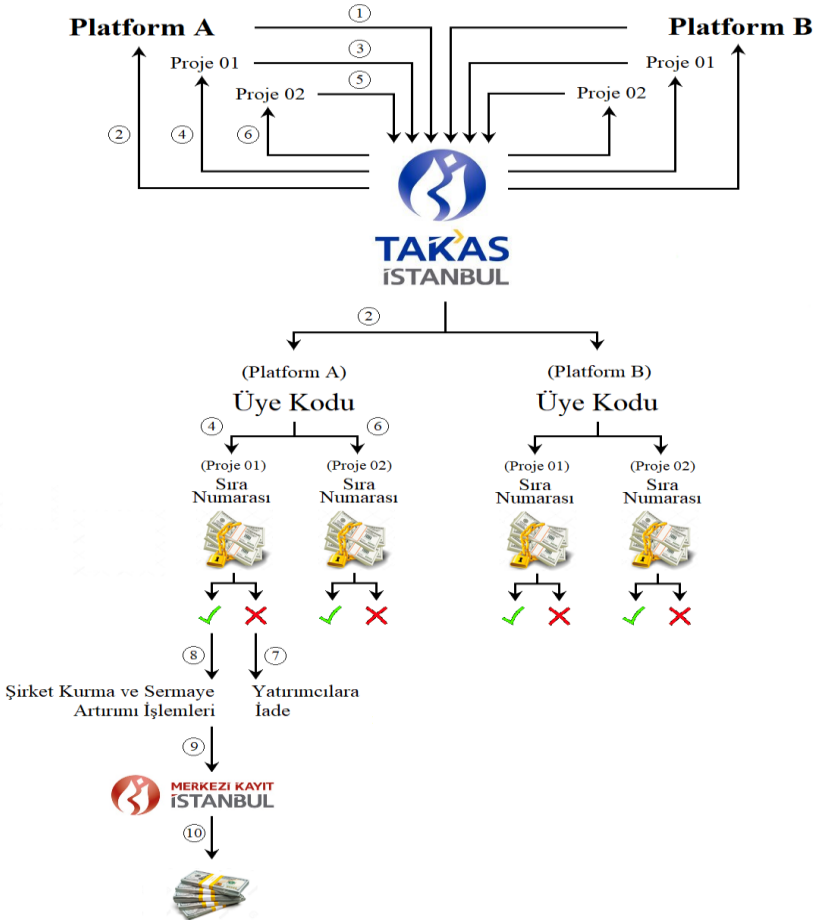 Platform A
①
Platform B
Proje 01
③
Proje 01
Proje 02
⑤
Proje 02
②
④
⑥
TAKAS
İSTANBUL
②
(Platform A)
(Platform B)
Üye Kodu
Üye Kodu
④
⑥
(Proje 01)
(Proje 02)
(Proje 01)
(Proje 02)
Sıra
Numarası
Sıra
Numarası
Sıra
Numarası
Sıra
Numarası
⑧
⑦
Şirket Kurma ve Sermaye
Artırımı İşlemleri
Yatırımcılara
İade
⑨
MERKEZİ KAYIT
İSTANBUL
⑩